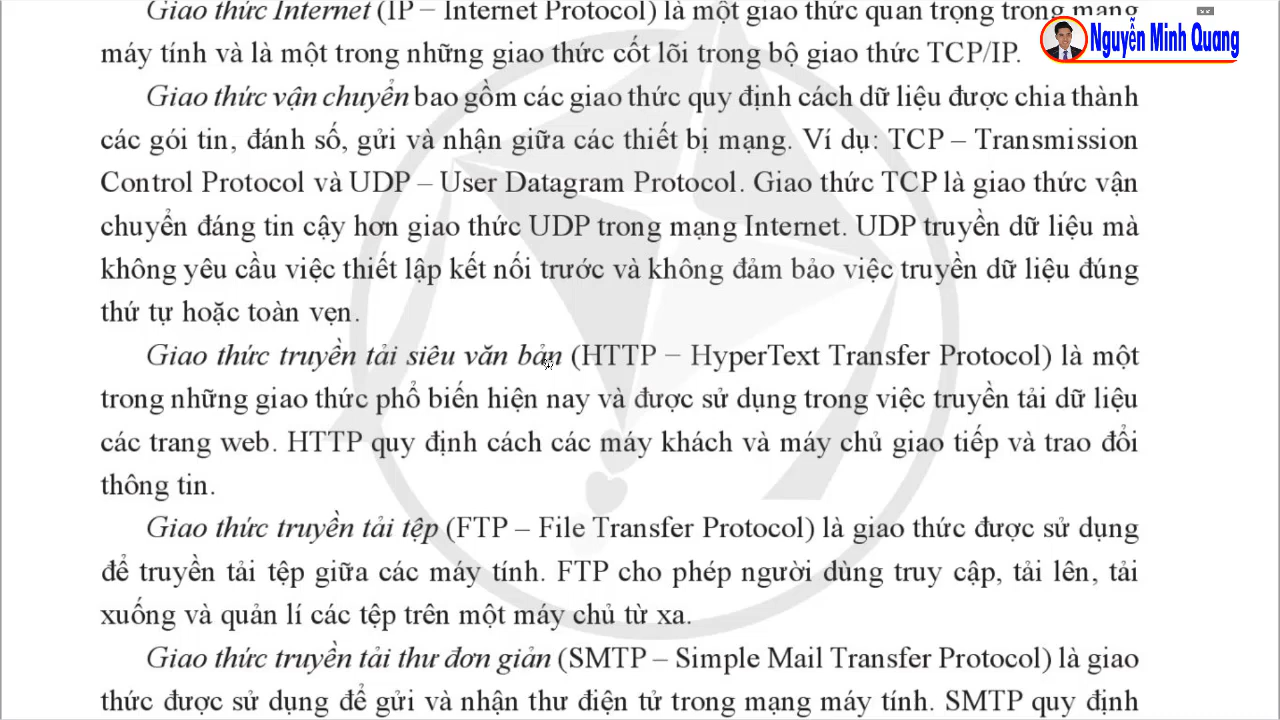 Giao thức Internet (IP – Internet Protocol) là một giao thức quan trọng trong mạng
máy tính và là một trong những giao thức cốt lõi trong bộ giao thức TCP/IP.
Nguyễn Minh Quang
Giao thức vận chuyển bao gồm các giao thức quy định cách dữ liệu được chia thành
các gói tin, đánh số, gửi và nhận giữa các thiết bị mạng. Ví dụ: TCP – Transmission
Control Protocol và UDP – User Datagram Protocol. Giao thức TCP là giao thức vận
chuyển đáng tin cậy hơn giao thức UDP trong mạng Internet. UDP truyền dữ liệu mà
không yêu cầu việc thiết lập kết nối trước và không đảm bảo việc truyền dữ liệu đúng
thứ tự hoặc toàn vẹn.
Giao thức truyền tải siêu văn bản (HTTP – HyperText Transfer Protocol) là một
trong những giao thức phổ biến hiện nay và được sử dụng trong việc truyền tải dữ liệu
các trang web. HTTP quy định cách các máy khách và máy chủ giao tiếp và trao đổi
thông tin.
Giao thức truyền tải tệp (FTP – File Transfer Protocol) là giao thức được sử dụng
để truyền tải tệp giữa các máy tính. FTP cho phép người dùng truy cập, tải lên, tải
xuống và quản lí các tệp trên một máy chủ từ xa.
Giao thức truyền tải thư đơn giản (SMTP – Simple Mail Transfer Protocol) là giao
thức được sử dụng để gửi và nhận thư điện tử trong mạng máy tính. SMTP quy định